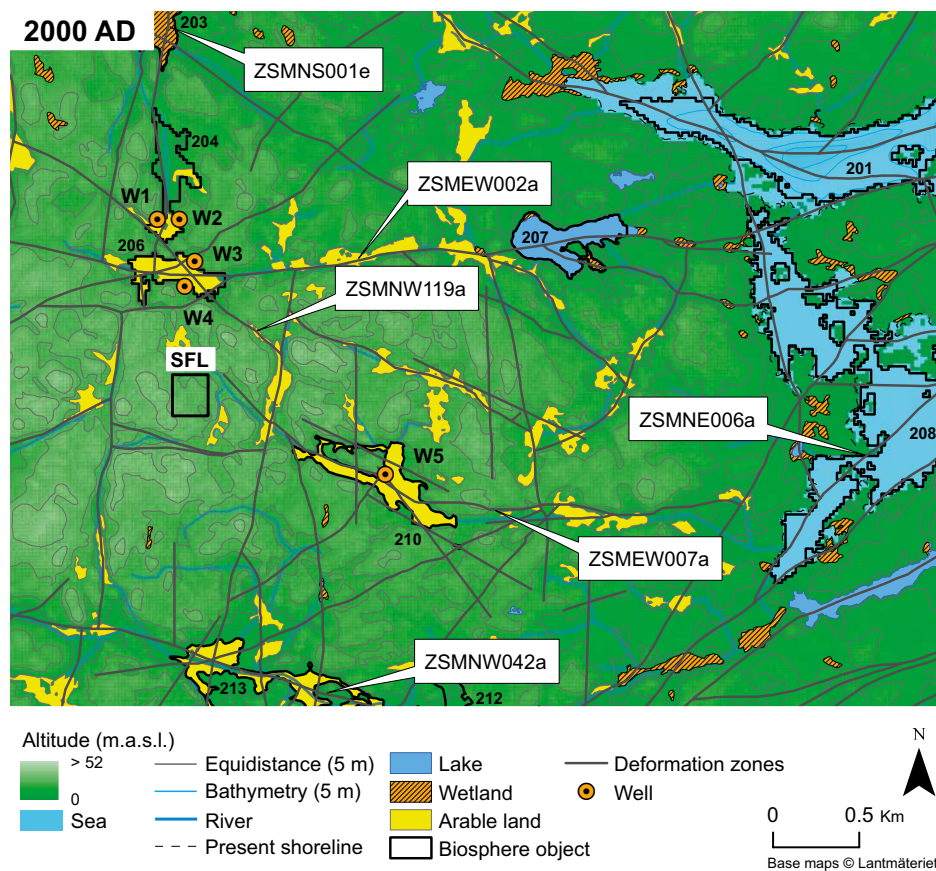 2000 AD
203
ZSMNS001e
204
201
W1
W2
ZSMEW002a
206
W3
207
ZSMNW119a
W4
SFL
ZSMNE006a
208
W5
210
ZSMEW007a
ZSMNW042a
213
212
Altitude (m.a.s.l.)
> 52
0
Sea
Equidistance (5 m)
Bathymetry (5 m)
River
Present shoreline
Lake
Wetland
Arable land
Biosphere object
Deformation zones
Well
N
0 0.5 Km
Base maps © Lantmäteriet